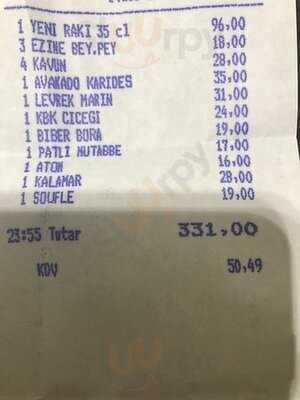 1 YENİ RAKI 35 cl 96,00
3 EZINE BEY.PEY 18,00
4 KAVUN 28,00
1 AVAKADO KARIDES 35,00
1 LEVREK MARIN 31,00
1 KBK CICEGI 24,00
1 BIBER BORA 19,00
1 PATLI MUTABBE 17,00
1 ATOM 16,00
1 KALAMAR 28,00
1 SOUFLE 19,00
23:55 Tutar 331,00
KDV 50,49